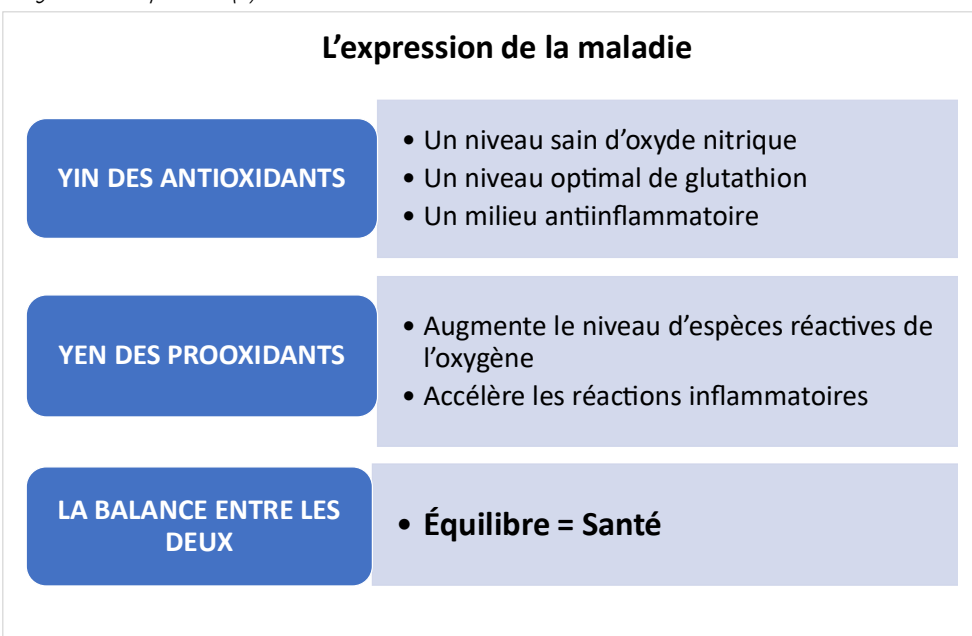 L'expression de la maladie
YIN DES ANTIOXIDANTS
• Un niveau sain d'oxyde nitrique
• Un niveau optimal de glutathion
• Un milieu antiinflammatoire
YEN DES PROOXIDANTS
• Augmente le niveau d'espèces réactives de
l'oxygène
• Accélère les réactions inflammatoires
LA BALANCE ENTRE LES
DEUX
• Équilibre = Santé